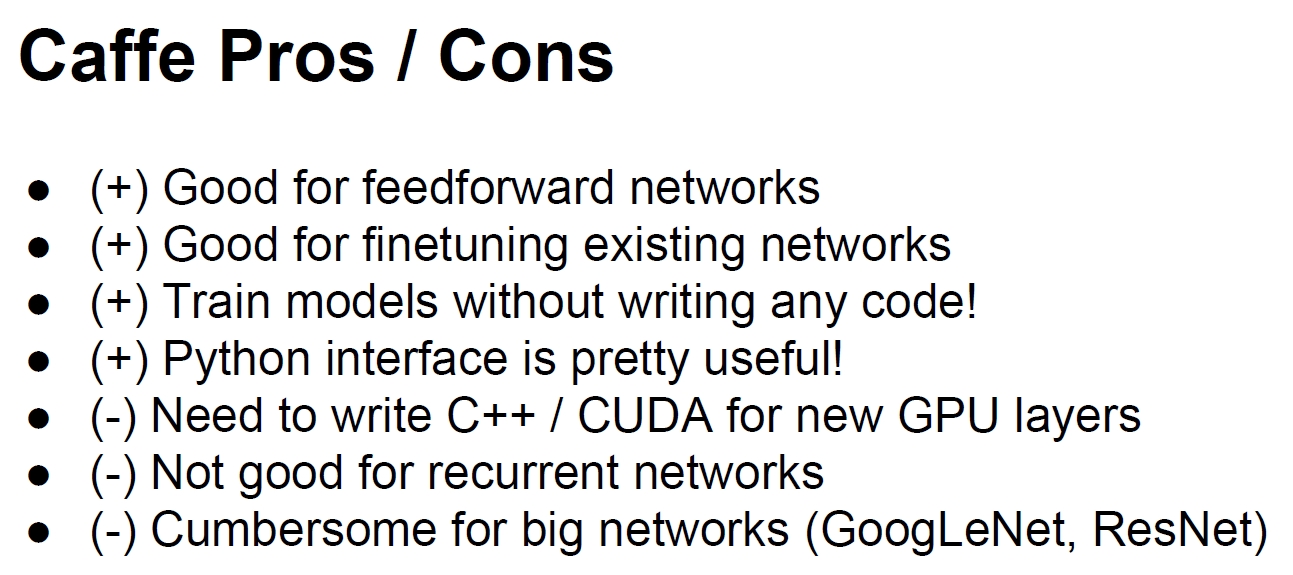 Caffe Pros / Cons
● (+) Good for feedforward networks
● (+) Good for finetuning existing networks
● (+) Train models without writing any code!
● (+) Python interface is pretty useful!
● (-) Need to write C++ / CUDA for new GPU layers
● (-) Not good for recurrent networks
● (-) Cumbersome for big networks (GoogLeNet, ResNet)